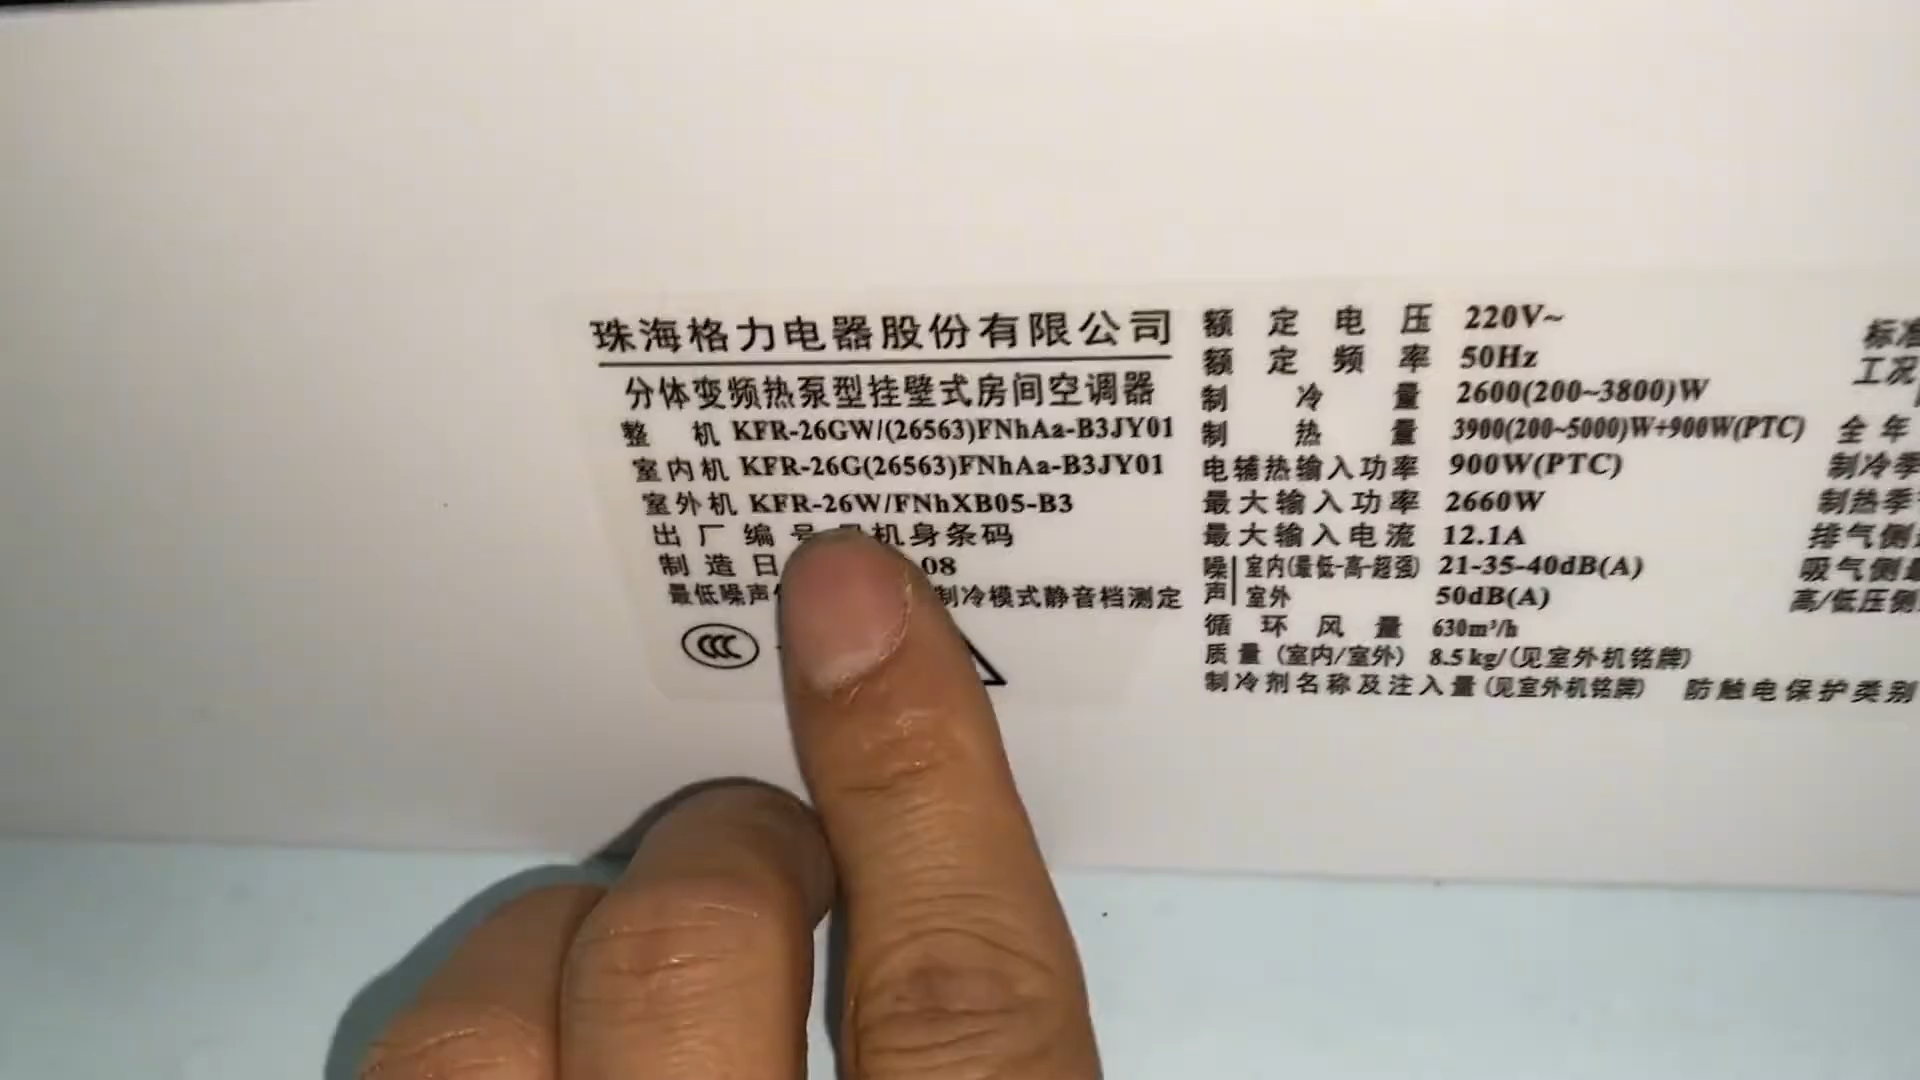 珠海格力电器股份有限公司
分体变频热泵型挂壁式房间空调器
整 机 KFR-26GW/(26563)FNhAa-B3JY01
室内机 KFR-26G(26563)FNhAa-B3JY01
室外机 KFR-26W/FNhXB05-B3
出厂编号 见机身条码
制造日 08
最低噪声 制冷模式静音档测定
CCC
额定电压 220V~
额定频率 50Hz
制冷量 2600(200~3800)W
制热量 3900(200~5000)W+900W(PTC)
电辅热输入功率 900W(PTC)
最大输入功率 2660W
最大输入电流 12.1A
噪声 室内(最低-高-超强) 21-35-40dB(A)
室外 50dB(A)
循环风量 630m³/h
质量(室内/室外) 8.5kg/(见室外机铭牌)
制冷剂名称及注入量(见室外机铭牌) 防触电保护类别
标准
工况
全年
制冷季
制热季
排气侧
吸气侧
高/低压侧